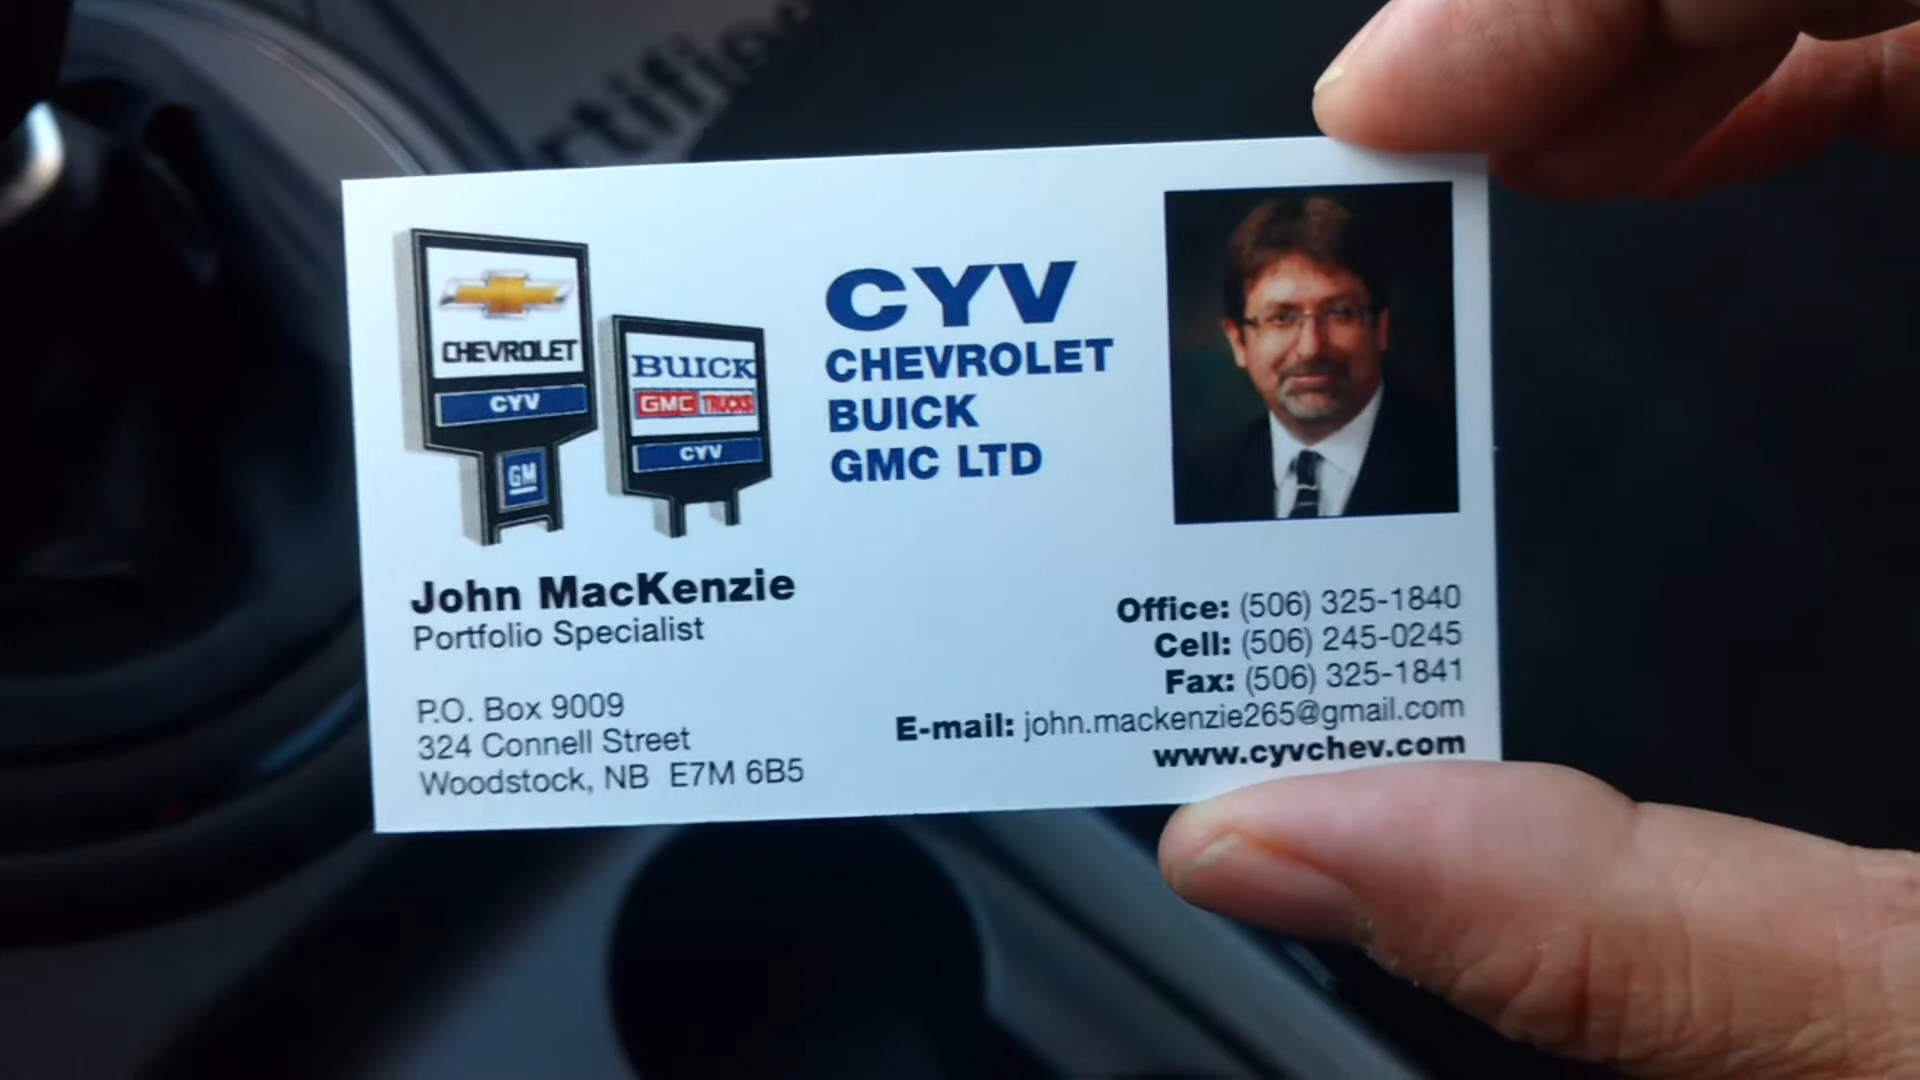 CHEVROLET
CYV
GM
BUICK
GMC TRUCKS
CYV
CYV
CHEVROLET
BUICK
GMC LTD
John MacKenzie
Portfolio Specialist
P.O. Box 9009
324 Connell Street
Woodstock, NB E7M 6B5
Office: (506) 325-1840
Cell: (506) 245-0245
Fax: (506) 325-1841
E-mail: john.mackenzie265@gmail.com
www.cyvchev.com